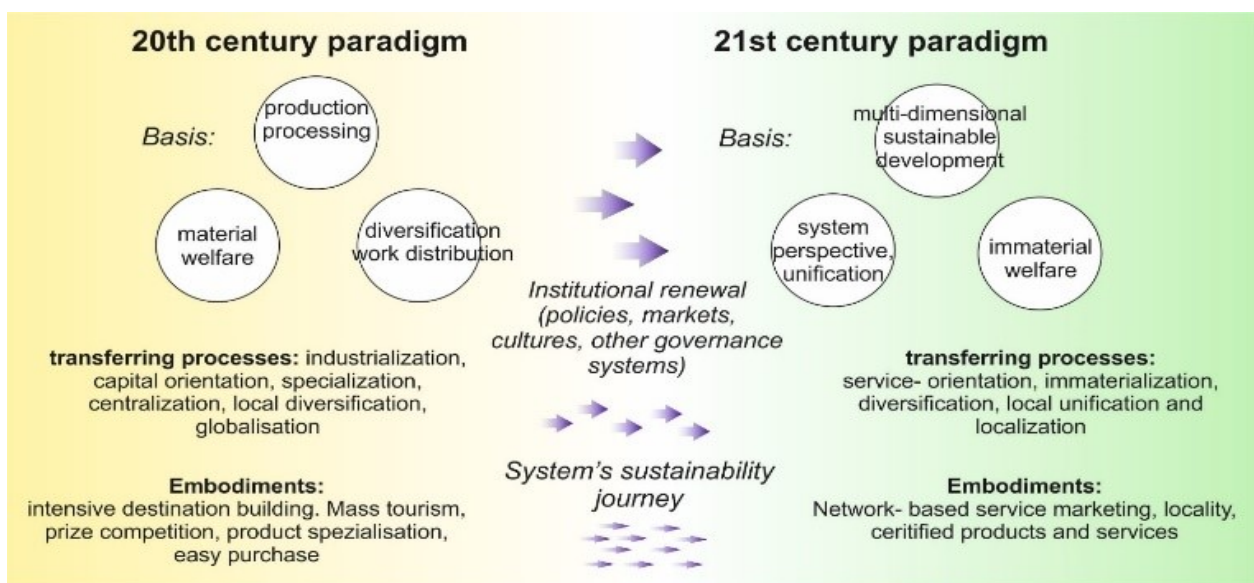 20th century paradigm
Basis:
production
processing
material
welfare
diversification
work distribution
transferring processes: industrialization,
capital orientation, specialization,
centralization, local diversification,
globalisation
Embodiments:
intensive destination building. Mass tourism,
prize competition, product spezialisation,
easy purchase
Institutional renewal
(policies, markets,
cultures, other governance
systems)
System's sustainability
journey
21st century paradigm
Basis:
multi-dimensional
sustainable
development
system
perspective,
unification
immaterial
welfare
transferring processes:
service- orientation, immaterialization,
diversification, local unification and
localization
Embodiments:
Network- based service marketing, locality,
ceritified products and services